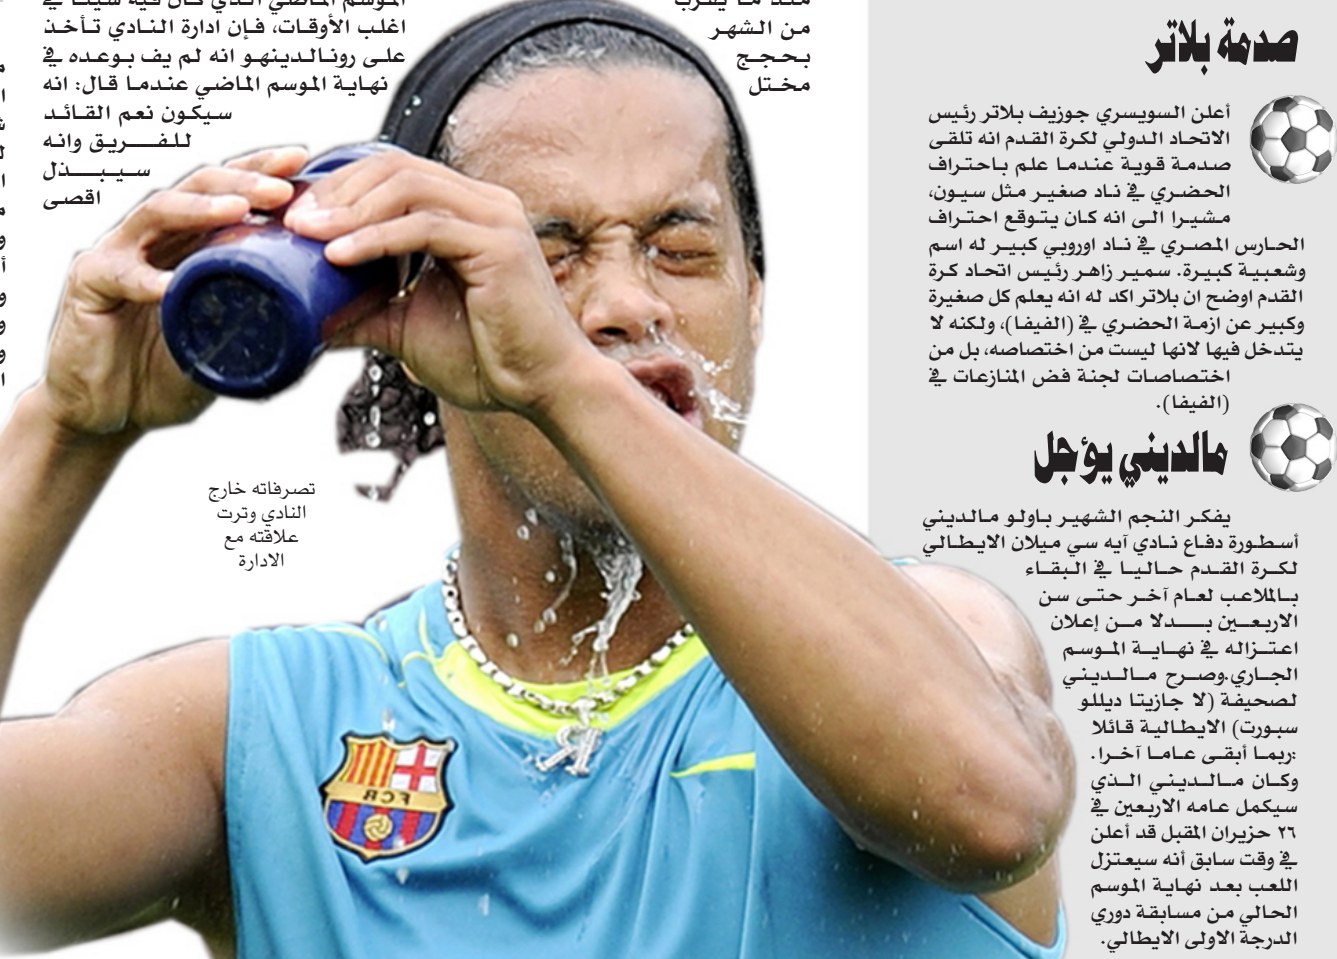 صدمة بلاتر
أعلن السويسري جوزيف بلاتر رئيس
الاتحاد الدولي لكرة القدم انه تلقى
صدمة قوية عندما علم باحتراف
الحضري في ناد صغير مثل سيون،
مشيرا الى انه كان يتوقع احتراف
الحارس المصري في ناد اوروبي كبير له اسم
وشعبية كبيرة. سمير زاهر رئيس اتحاد كرة
القدم اوضح ان بلاتر اكد له انه يعلم كل صغيرة
وكبير عن ازمة الحضري في (الفيفا)، ولكنه لا
يتدخل فيها لانها ليست من اختصاصه، بل من
اختصاصات لجنة فض المنازعات في
(الفيفا).
مالديني يؤجل
يفكر النجم الشهير باولو مالديني
أسطورة دفاع نادي آيه سي ميلان الايطالي
لكرة القدم حاليا في البقاء
بالملاعب لعام آخر حتى سن
الاربعين بدلا من إعلان
اعتزاله في نهاية الموسم
الجاري.وصرح مالديني
لصحيفة (لا جازيتا ديللو
سبورت) الايطالية قائلا
:ربما أبقى عاما آخرا.
وكان مالديني الذي
سيكمل عامه الاربعين في
٢٦ حزيران المقبل قد أعلن
في وقت سابق أنه سيعتزل
اللعب بعد نهاية الموسم
الحالي من مسابقة دوري
الدرجة الاولى الايطالي.
منذ ما يقرب
من الشهر
بحجج
مختل
الموسم الماضي الذي كان فيه سيئا في
اغلب الأوقات، فإن ادارة النادي تأخذ
على رونالدينهو انه لم يف بوعده في
نهاية الموسم الماضي عندما قال: انه
سيكون نعم القائد
للفريق وانه
سيبذل
اقصى
تصرفاته خارج
النادي وترت
علاقته مع
الادارة